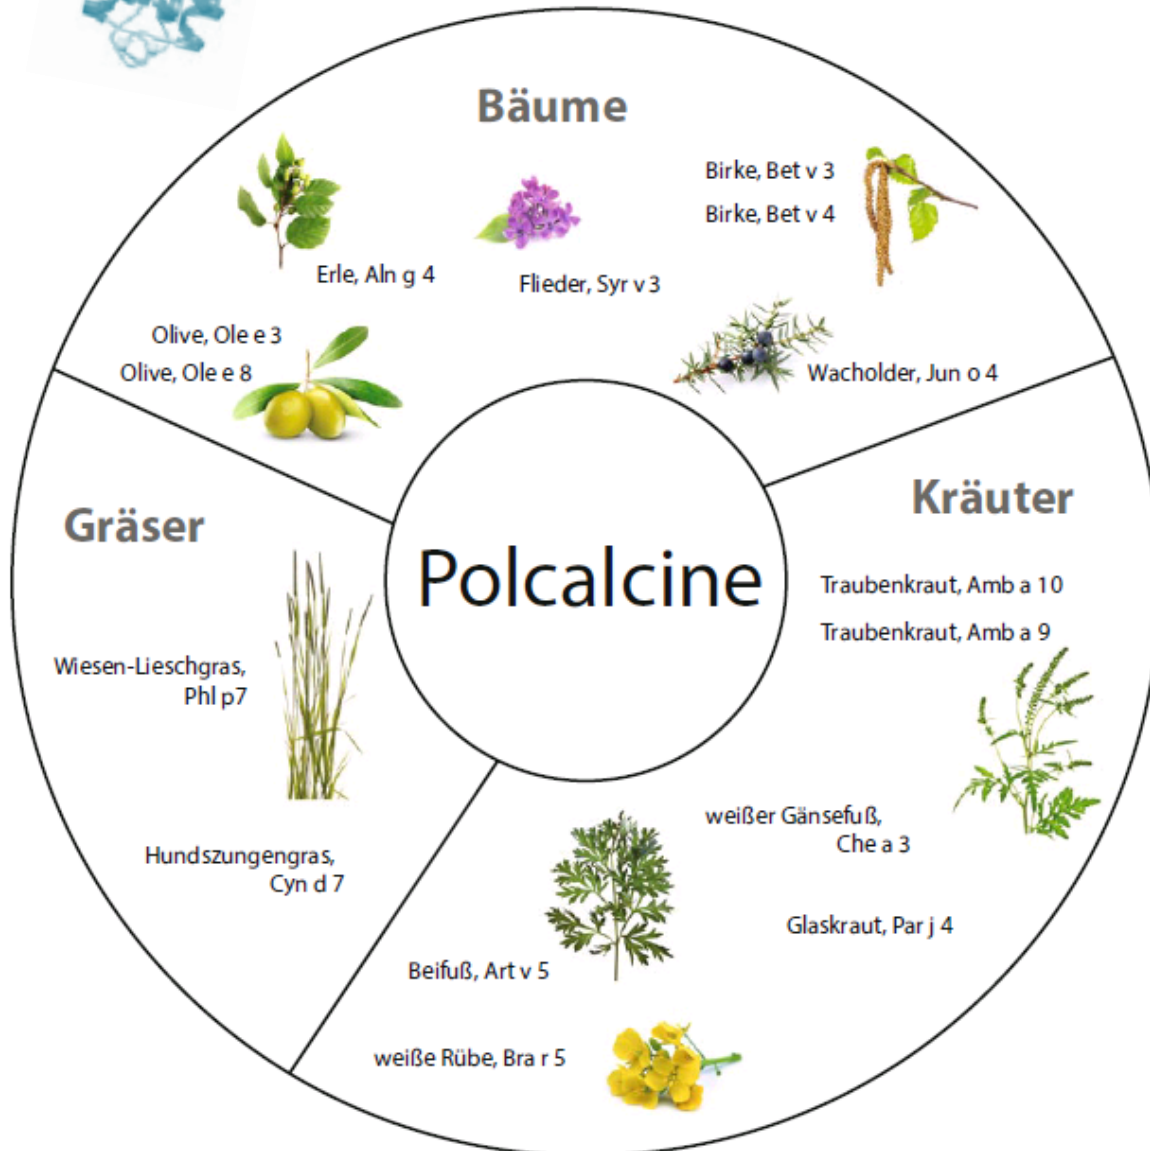 Bäume
Birke, Bet v 3
Birke, Bet v 4
Erle, Aln g 4
Flieder, Syr v 3
Olive, Ole e 3
Olive, Ole e 8
Wacholder, Jun o 4
Kräuter
Gräser
Polcalcine
Traubenkraut, Amb a 10
Traubenkraut, Amb a 9
Wiesen-Lieschgras,
Phl p7
weißer Gänsefuß,
Che a 3
Hundszungengras,
Cyn d 7
Glaskraut, Par j 4
Beifuß, Art v 5
weiße Rübe, Bra r 5